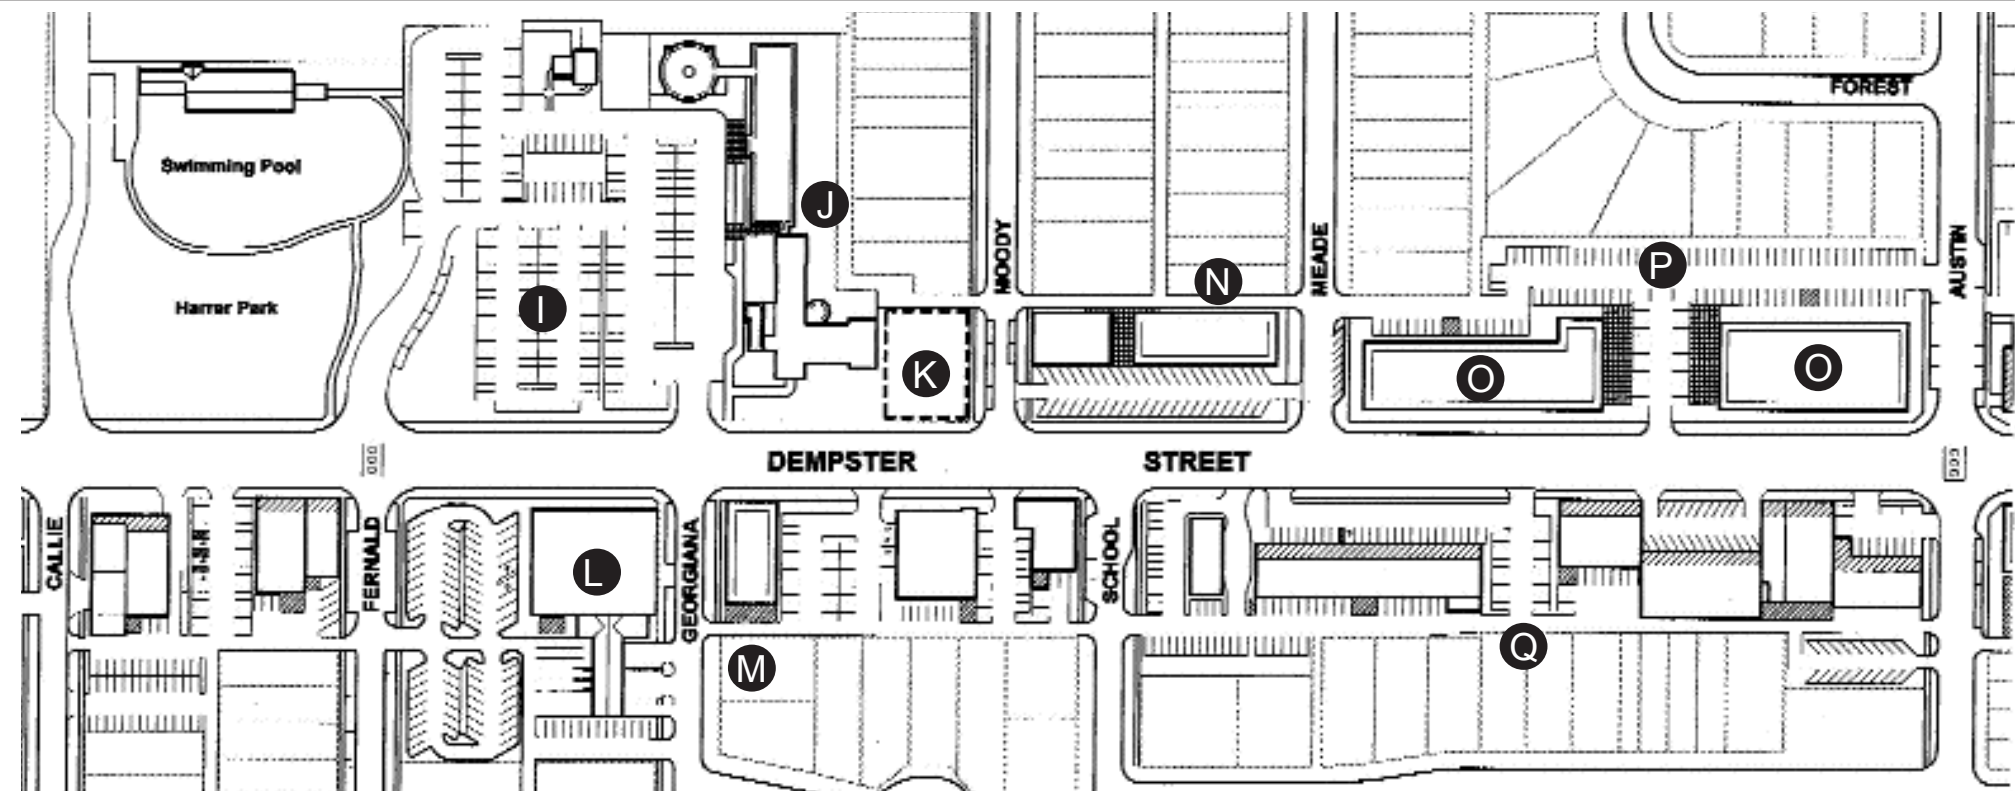 FOREST
Swimming Pool
J
MOODY
N
MEADE
P
AUSTIN
Harrer Park
I
K
O
O
DEMPSTER STREET
CALLIE
FERNALD
L
GEORGIANA
SCHOOL
M
Q